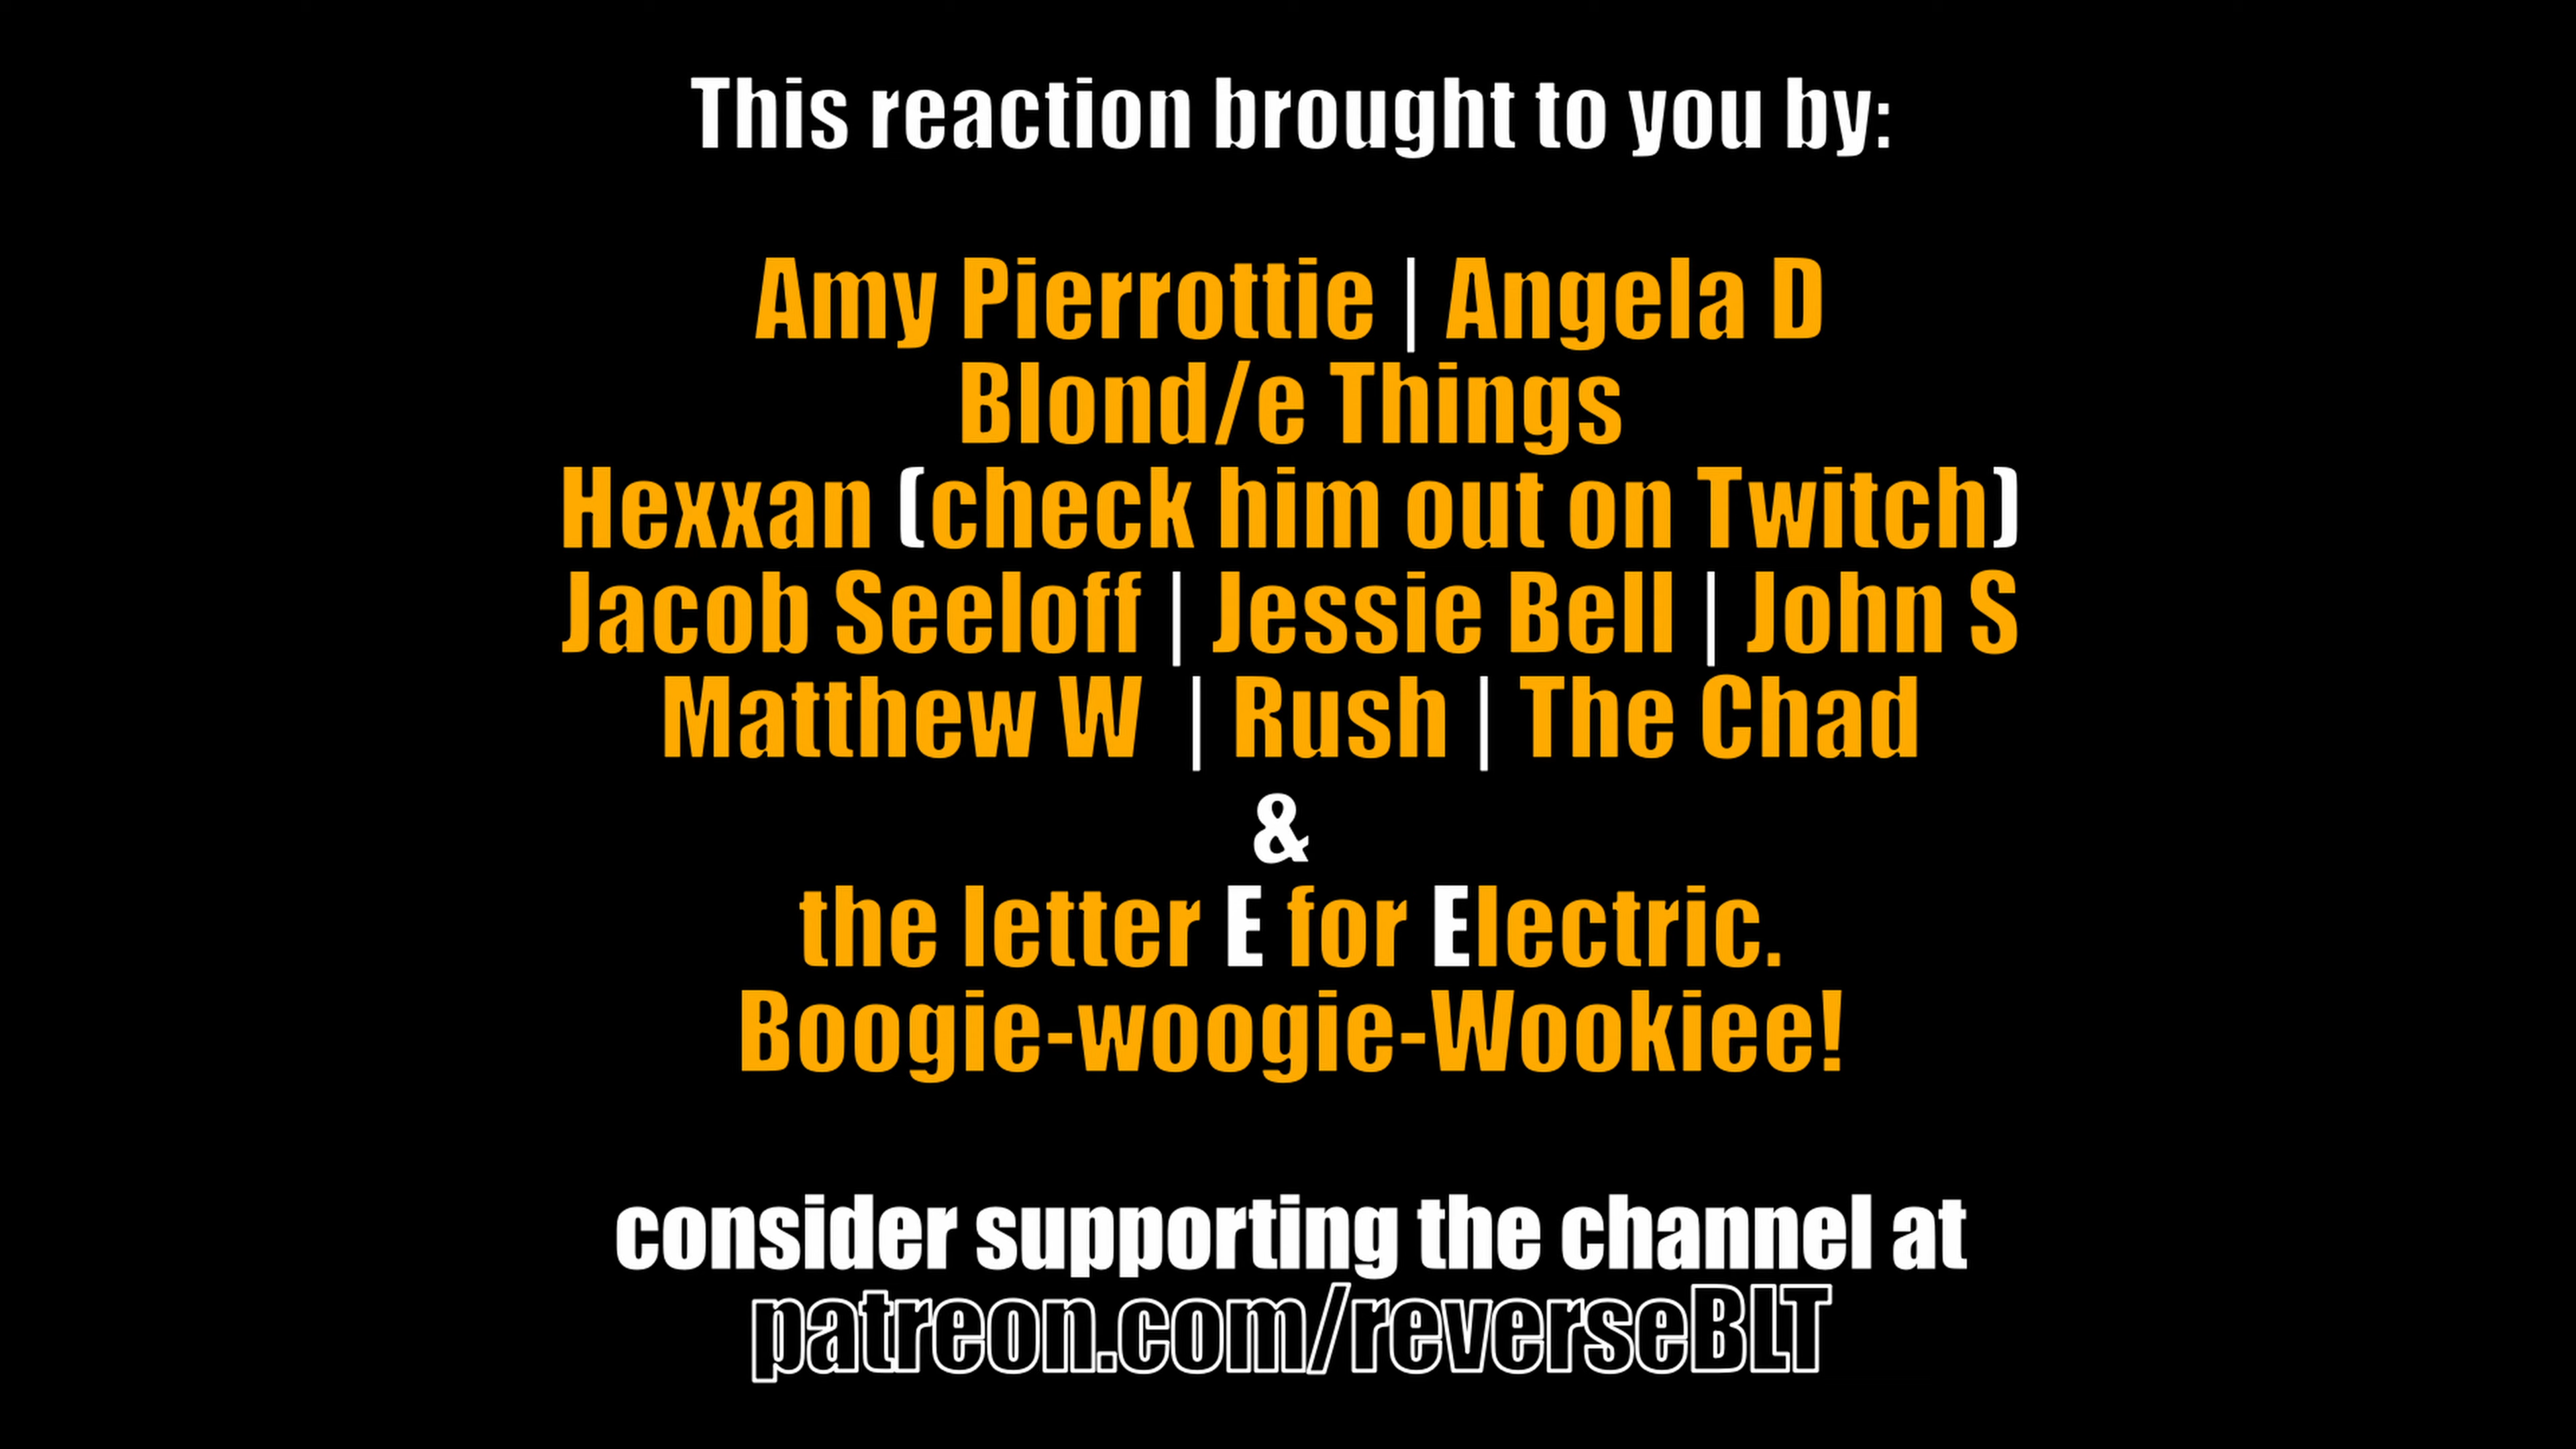 This reaction brought to you by:
Amy Pierrottie | Angela D
Blond/e Things
Hexxan (check him out on Twitch)
Jacob Seeloff | Jessie Bell | John S
Matthew W | Rush | The Chad
&
the letter E for Electric.
Boogie-woogie-Wookiee!
consider supporting the channel at
patreon.com/reverseBLT